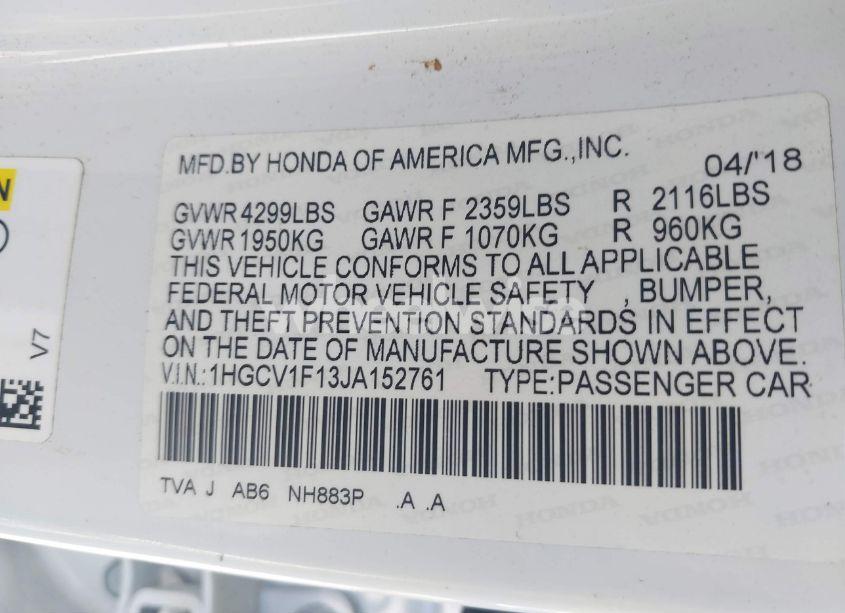 MFD.BY HONDA OF AMERICA MFG.,INC. 04/'18
GVWR 4299LBS GAWR F 2359LBS R 2116LBS
GVWR 1950KG GAWR F 1070KG R 960KG
THIS VEHICLE CONFORMS TO ALL APPLICABLE
FEDERAL MOTOR VEHICLE SAFETY , BUMPER,
AND THEFT PREVENTION STANDARDS IN EFFECT
ON THE DATE OF MANUFACTURE SHOWN ABOVE.
V.I.N.:1HGCV1F13JA152761 TYPE:PASSENGER CAR
TVA J AB6 NH883P .A .A
V7
N